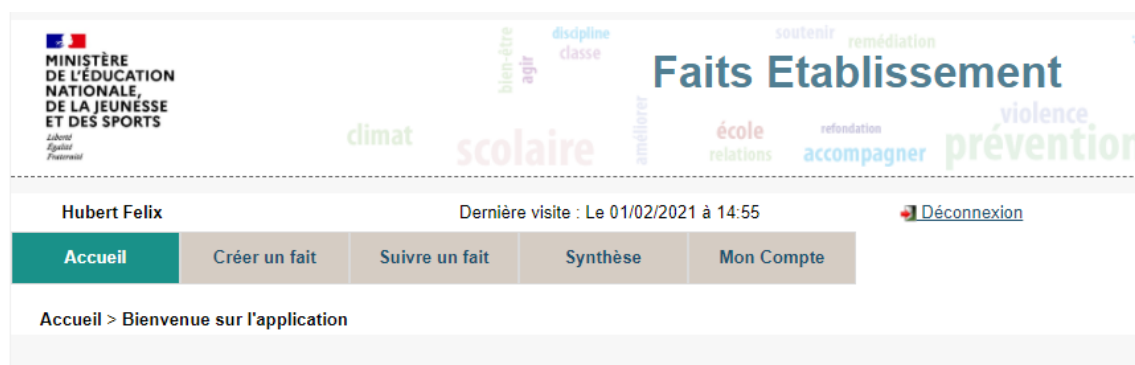 MINISTÈRE
DE L'ÉDUCATION
NATIONALE,
DE LA JEUNESSE
ET DES SPORTS
Liberté
Égalité
Fraternité
bien-être
agir
discipline
classe
soutenir
remédiation
Faits Etablissement
climat
scolaire
améliorer
école
relations
refondation
accompagner
violence
prévention
Hubert Felix
Dernière visite : Le 01/02/2021 à 14:55
Déconnexion
Accueil Créer un fait Suivre un fait Synthèse Mon Compte
Accueil > Bienvenue sur l'application